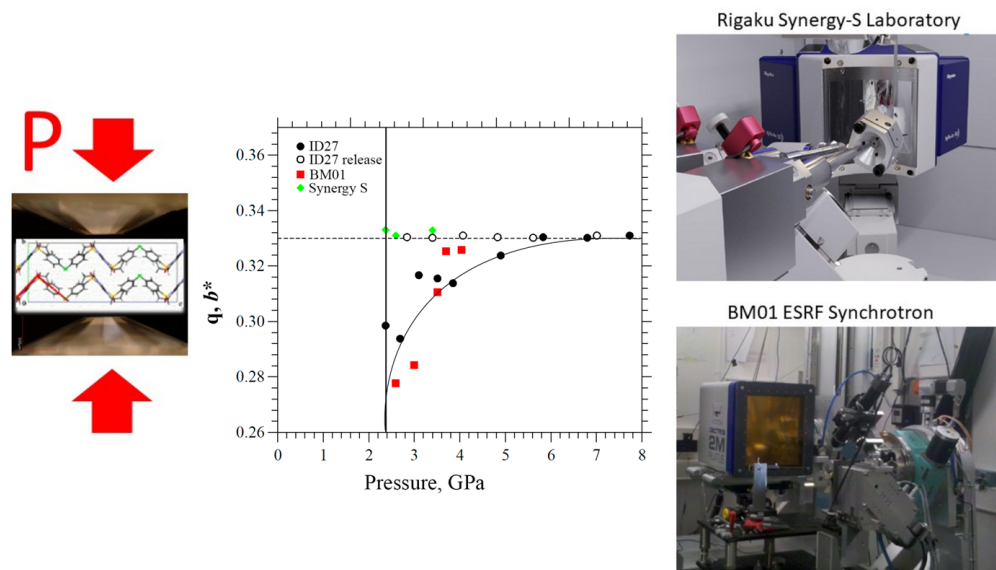 Rigaku Synergy-S Laboratory
P
ID27
ID27 release
BM01
Synergy S
0.36
0.34
0.32
0.30
0.28
0.26
q, b*
0 1 2 3 4 5 6 7 8
Pressure, GPa
BM01 ESRF Synchrotron
2M